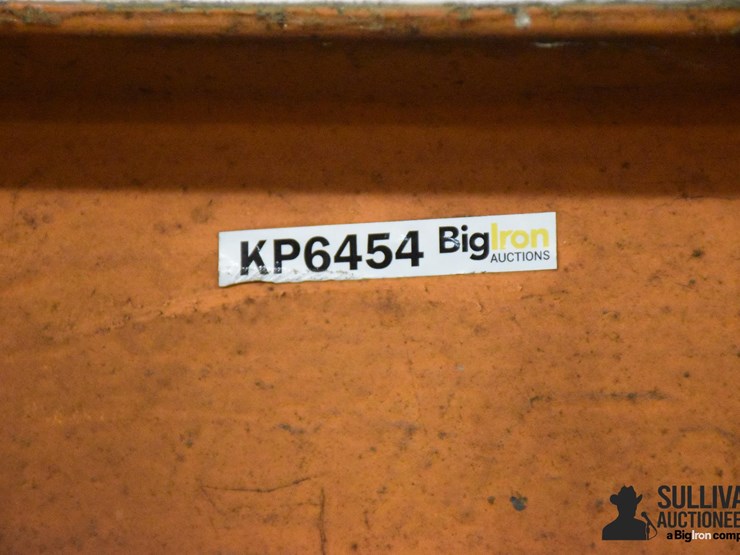 KP6454 BigIron
AUCTIONS
SULLIVA
AUCTIONEE
a BigIron comp